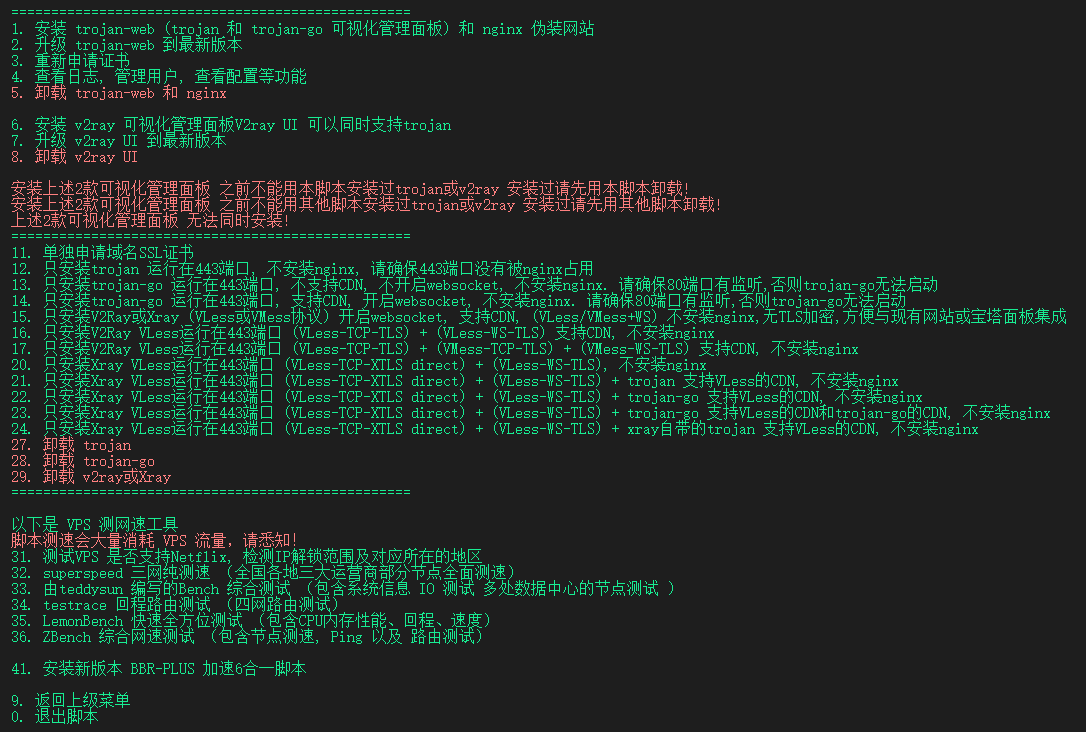 ==================================================
1. 安装 trojan-web (trojan 和 trojan-go 可视化管理面板) 和 nginx 伪装网站
2. 升级 trojan-web 到最新版本
3. 重新申请证书
4. 查看日志, 管理用户, 查看配置等功能
5. 卸载 trojan-web 和 nginx
6. 安装 v2ray 可视化管理面板V2ray UI 可以同时支持trojan
7. 升级 v2ray UI 到最新版本
8. 卸载 v2ray UI
安装上述2款可视化管理面板 之前不能用本脚本安装过trojan或v2ray 安装过请先用本脚本卸载!
安装上述2款可视化管理面板 之前不能用其他脚本安装过trojan或v2ray 安装过请先用其他脚本卸载!
上述2款可视化管理面板 无法同时安装!
==================================================
11. 单独申请域名SSL证书
12. 只安装trojan 运行在443端口, 不安装nginx, 请确保443端口没有被nginx占用
13. 只安装trojan-go 运行在443端口, 不支持CDN, 不开启websocket, 不安装nginx. 请确保80端口有监听,否则trojan-go无法启动
14. 只安装trojan-go 运行在443端口, 支持CDN, 开启websocket, 不安装nginx. 请确保80端口有监听,否则trojan-go无法启动
15. 只安装V2Ray或Xray (VLess或VMess协议) 开启websocket, 支持CDN, (VLess/VMess+WS) 不安装nginx,无TLS加密,方便与现有网站或宝塔面板集成
16. 只安装V2Ray VLess运行在443端口 (VLess-TCP-TLS) + (VLess-WS-TLS) 支持CDN, 不安装nginx
17. 只安装V2Ray VLess运行在443端口 (VLess-TCP-TLS) + (VMess-TCP-TLS) + (VMess-WS-TLS) 支持CDN, 不安装nginx
20. 只安装Xray VLess运行在443端口 (VLess-TCP-XTLS direct) + (VLess-WS-TLS), 不安装nginx
21. 只安装Xray VLess运行在443端口 (VLess-TCP-XTLS direct) + (VLess-WS-TLS) + trojan 支持VLess的CDN, 不安装nginx
22. 只安装Xray VLess运行在443端口 (VLess-TCP-XTLS direct) + (VLess-WS-TLS) + trojan-go 支持VLess的CDN, 不安装nginx
23. 只安装Xray VLess运行在443端口 (VLess-TCP-XTLS direct) + (VLess-WS-TLS) + trojan-go 支持VLess的CDN和trojan-go的CDN, 不安装nginx
24. 只安装Xray VLess运行在443端口 (VLess-TCP-XTLS direct) + (VLess-WS-TLS) + xray自带的trojan 支持VLess的CDN, 不安装nginx
27. 卸载 trojan
28. 卸载 trojan-go
29. 卸载 v2ray或Xray
==================================================
以下是 VPS 测网速工具
脚本测速会大量消耗 VPS 流量，请悉知!
31. 测试VPS 是否支持Netflix, 检测IP解锁范围及对应所在的地区
32. superspeed 三网纯测速 （全国各地三大运营商部分节点全面测速）
33. 由teddysun 编写的Bench 综合测试 （包含系统信息 IO 测试 多处数据中心的节点测试 ）
34. testrace 回程路由测试 （四网路由测试）
35. LemonBench 快速全方位测试 （包含CPU内存性能、回程、速度）
36. ZBench 综合网速测试 （包含节点测速, Ping 以及 路由测试）
41. 安装新版本 BBR-PLUS 加速6合一脚本
9. 返回上级菜单
0. 退出脚本